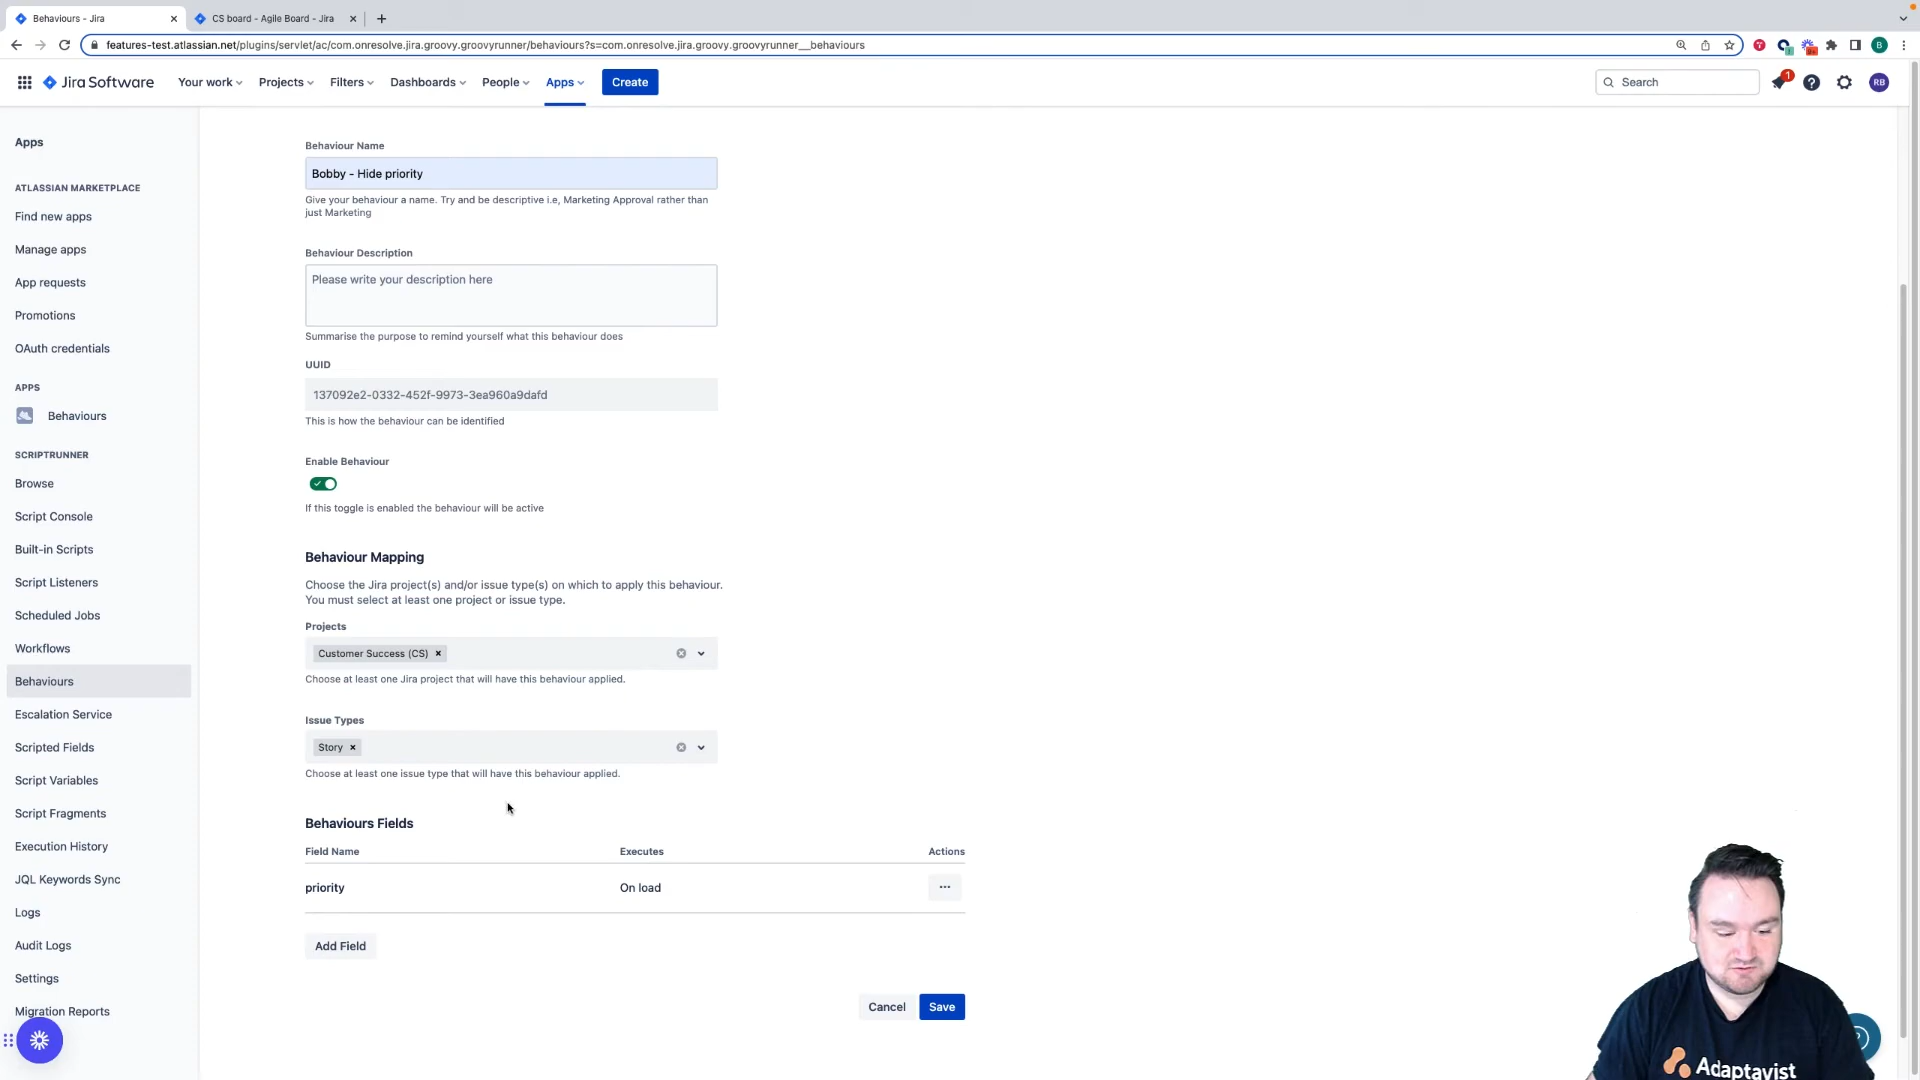 Behaviours - Jira
CS board - Agile Board - Jira
features-test.atlassian.net/plugins/servlet/ac/com.onresolve.jira.groovy.groovyrunner/behaviours?s=com.onresolve.jira.groovy.groovyrunner__behaviours
B
Jira Software
Your work
Projects
Filters
Dashboards
People
Apps
Create
Search
1
RB
Apps
ATLASSIAN MARKETPLACE
Find new apps
Manage apps
App requests
Promotions
OAuth credentials
APPS
Behaviours
SCRIPTRUNNER
Browse
Script Console
Built-in Scripts
Script Listeners
Scheduled Jobs
Workflows
Behaviours
Escalation Service
Scripted Fields
Script Variables
Script Fragments
Execution History
JQL Keywords Sync
Logs
Audit Logs
Settings
Migration Reports
Behaviour Name
Bobby - Hide priority
Give your behaviour a name. Try and be descriptive i.e, Marketing Approval rather than
just Marketing
Behaviour Description
Please write your description here
Summarise the purpose to remind yourself what this behaviour does
UUID
137092e2-0332-452f-9973-3ea960a9dafd
This is how the behaviour can be identified
Enable Behaviour
If this toggle is enabled the behaviour will be active
Behaviour Mapping
Choose the Jira project(s) and/or issue type(s) on which to apply this behaviour.
You must select at least one project or issue type.
Projects
Customer Success (CS)
Choose at least one Jira project that will have this behaviour applied.
Issue Types
Story
Choose at least one issue type that will have this behaviour applied.
Behaviours Fields
Field Name Executes Actions
priority On load
Add Field
Cancel Save
Adaptavist